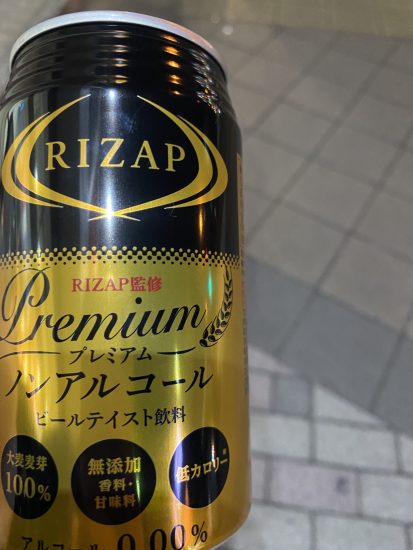 RIZAP
RIZAP監修
Premium
プレミアム
ノンアルコール
ビールテイスト飲料
大麦麦芽
100%
無添加
香料・
甘味料
低カロリー
アルコール 0.00%